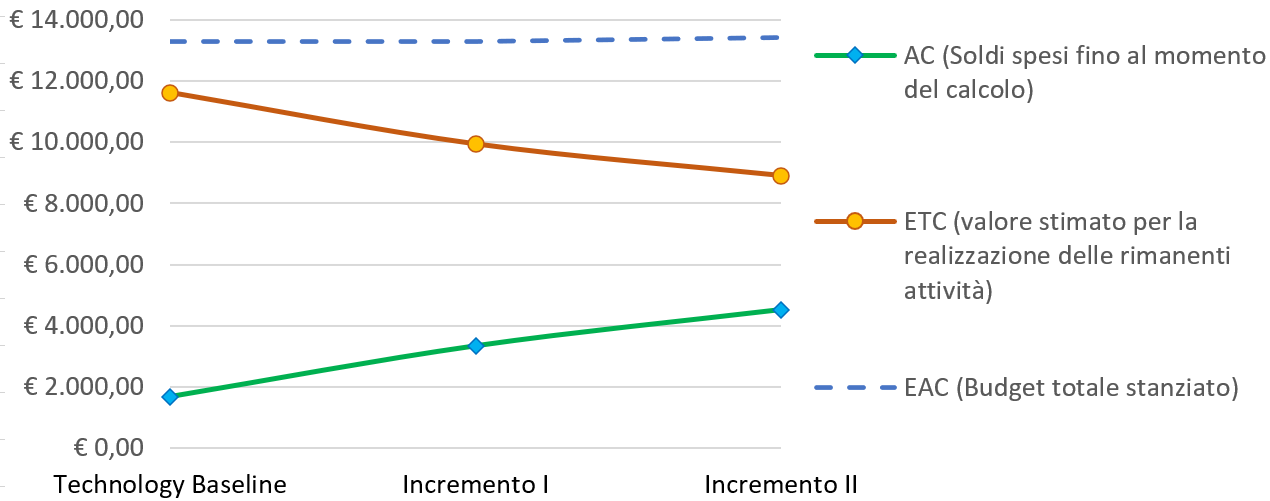 € 14.000,00
€ 12.000,00
€ 10.000,00
€ 8.000,00
€ 6.000,00
€ 4.000,00
€ 2.000,00
€ 0,00
Technology Baseline
Incremento I
Incremento II
AC (Soldi spesi fino al momento
del calcolo)
ETC (valore stimato per la
realizzazione delle rimanenti
attività)
EAC (Budget totale stanziato)